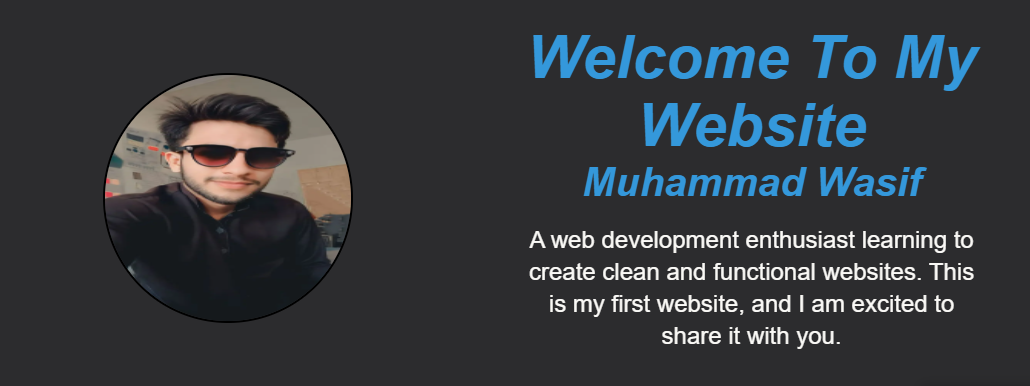 Welcome To My
Website
Muhammad Wasif
A web development enthusiast learning to
create clean and functional websites. This
is my first website, and I am excited to
share it with you.